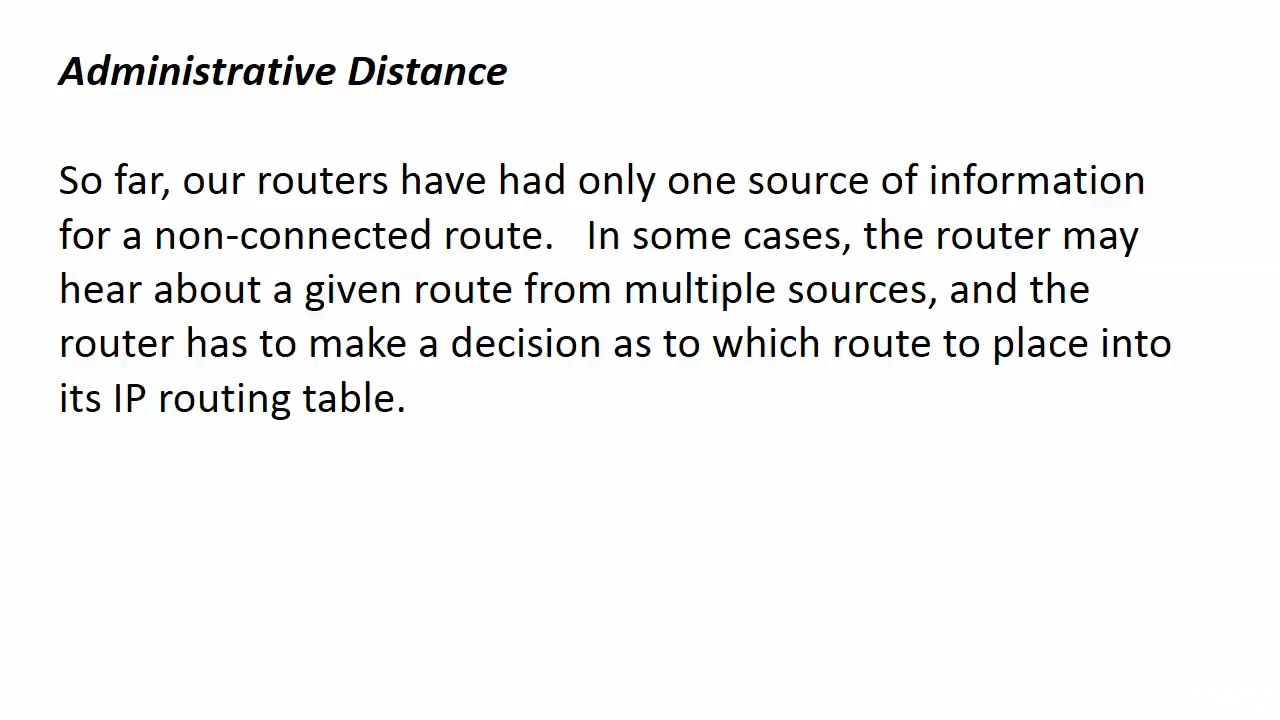 Administrative Distance
So far, our routers have had only one source of information
for a non-connected route.   In some cases, the router may
hear about a given route from multiple sources, and the
router has to make a decision as to which route to place into
its IP routing table.